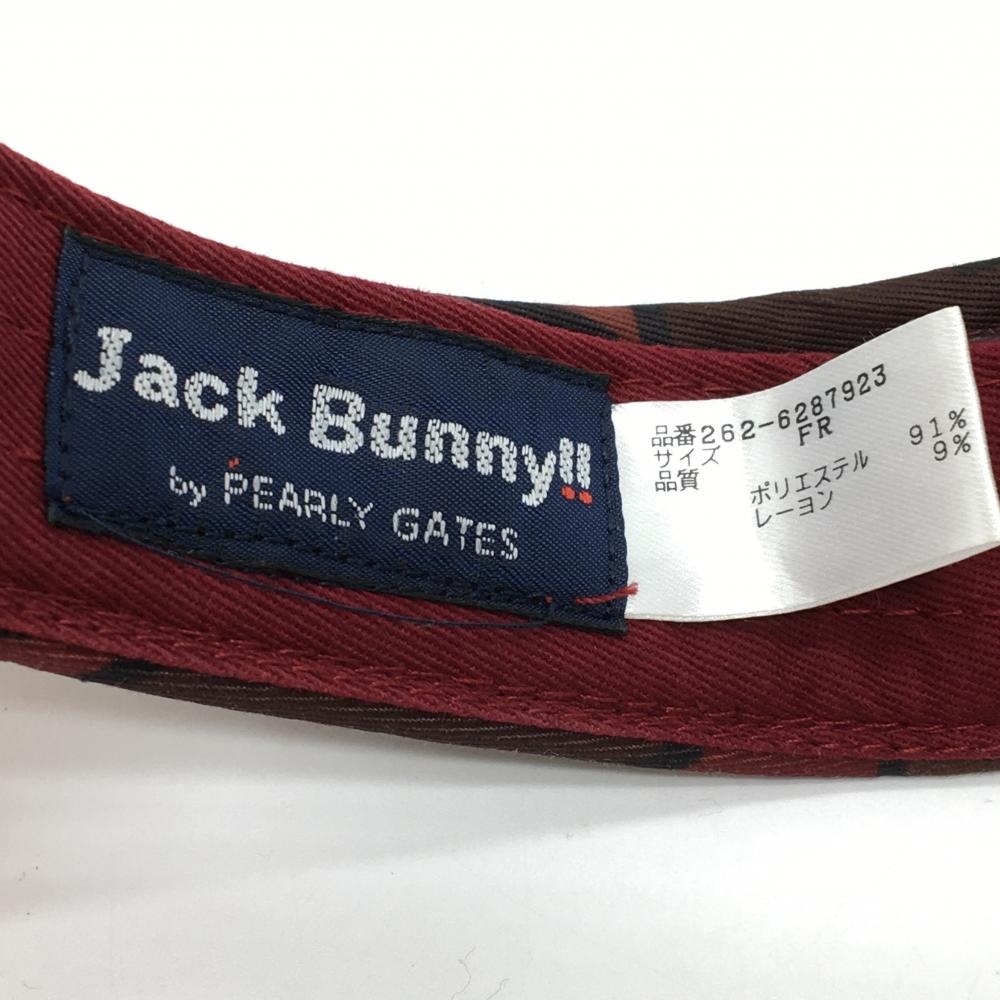 Jack Bunny!!
by PEARLY GATES
品番262-6287923
サイズ FR
品質
ポリエステル 91%
レーヨン 9%